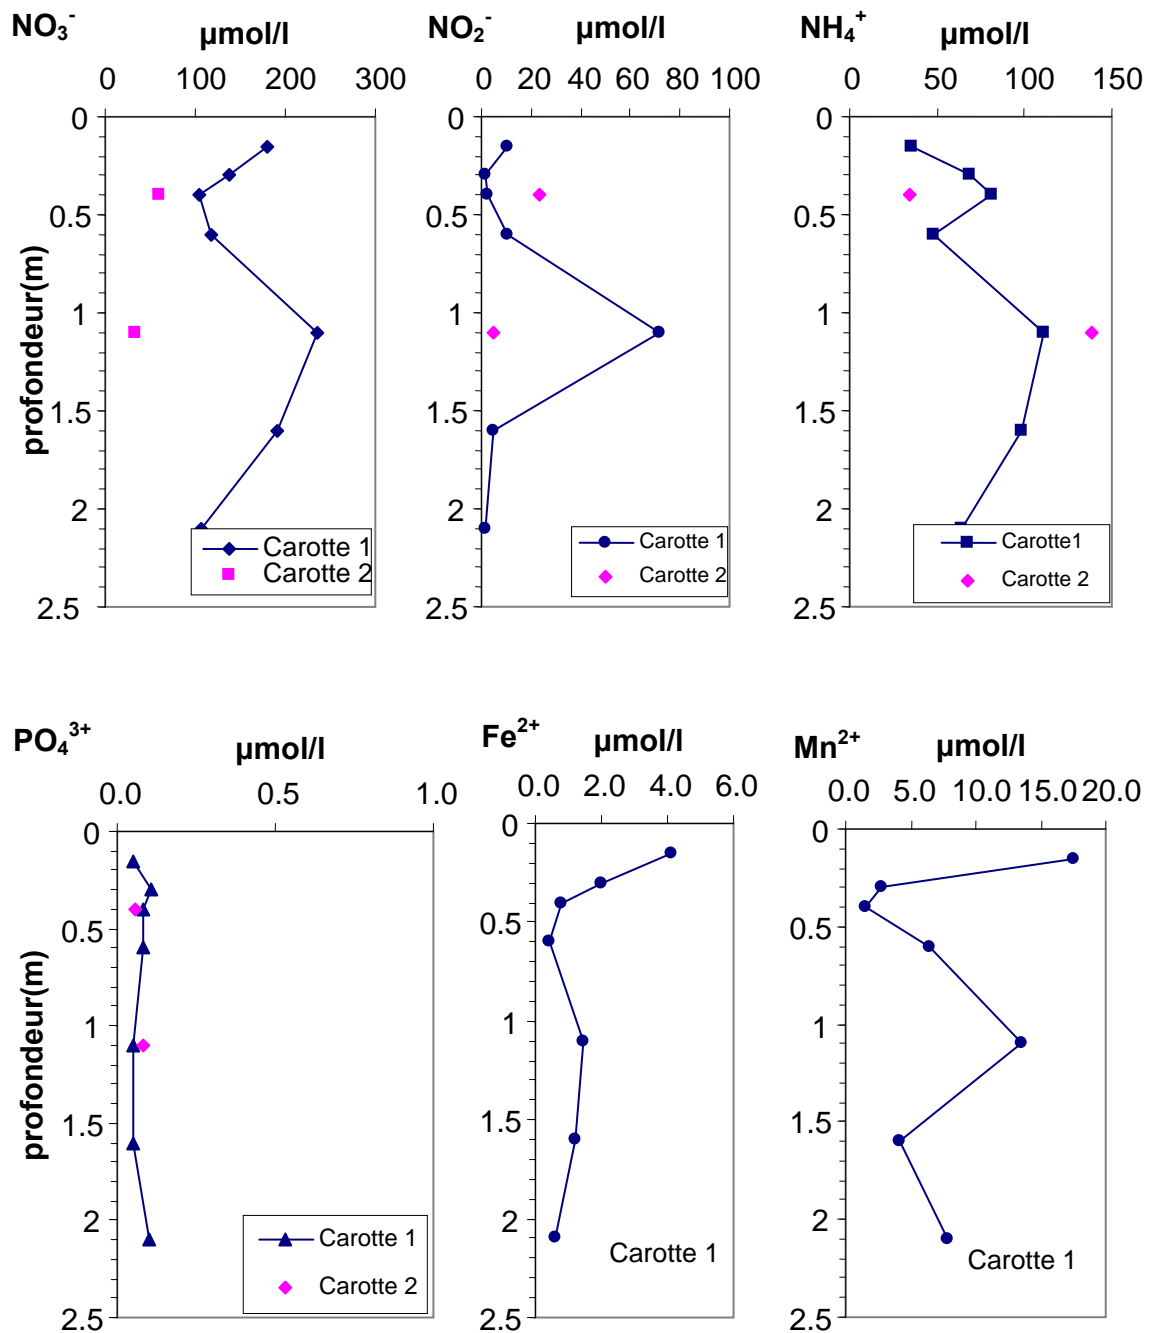 NO₃⁻ µmol/l
0 100 200 300
0
0.5
1
1.5
2
2.5
profondeur(m)
Carotte 1
Carotte 2
NO₂⁻ µmol/l
0 20 40 60 80 100
0
0.5
1
1.5
2
2.5
Carotte 1
Carotte 2
NH₄⁺ µmol/l
0 50 100 150
0
0.5
1
1.5
2
2.5
Carotte1
Carotte 2
PO₄³⁺ µmol/l
0.0 0.5 1.0
0
0.5
1
1.5
2
2.5
profondeur(m)
Carotte 1
Carotte 2
Fe²⁺ µmol/l
0.0 2.0 4.0 6.0
0
0.5
1
1.5
2
2.5
Carotte 1
Mn²⁺ µmol/l
0.0 5.0 10.0 15.0 20.0
0
0.5
1
1.5
2
2.5
Carotte 1